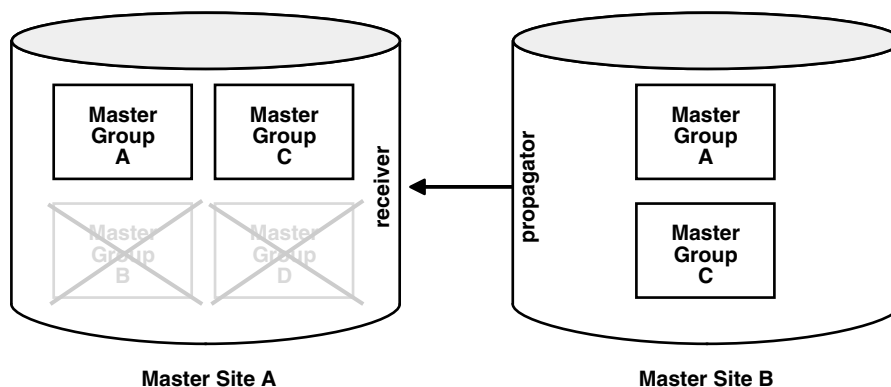 Master
Group
A
Master
Group
C
Master
Group
B
Master
Group
D
receiver
propagator
Master
Group
A
Master
Group
C
Master Site A
Master Site B